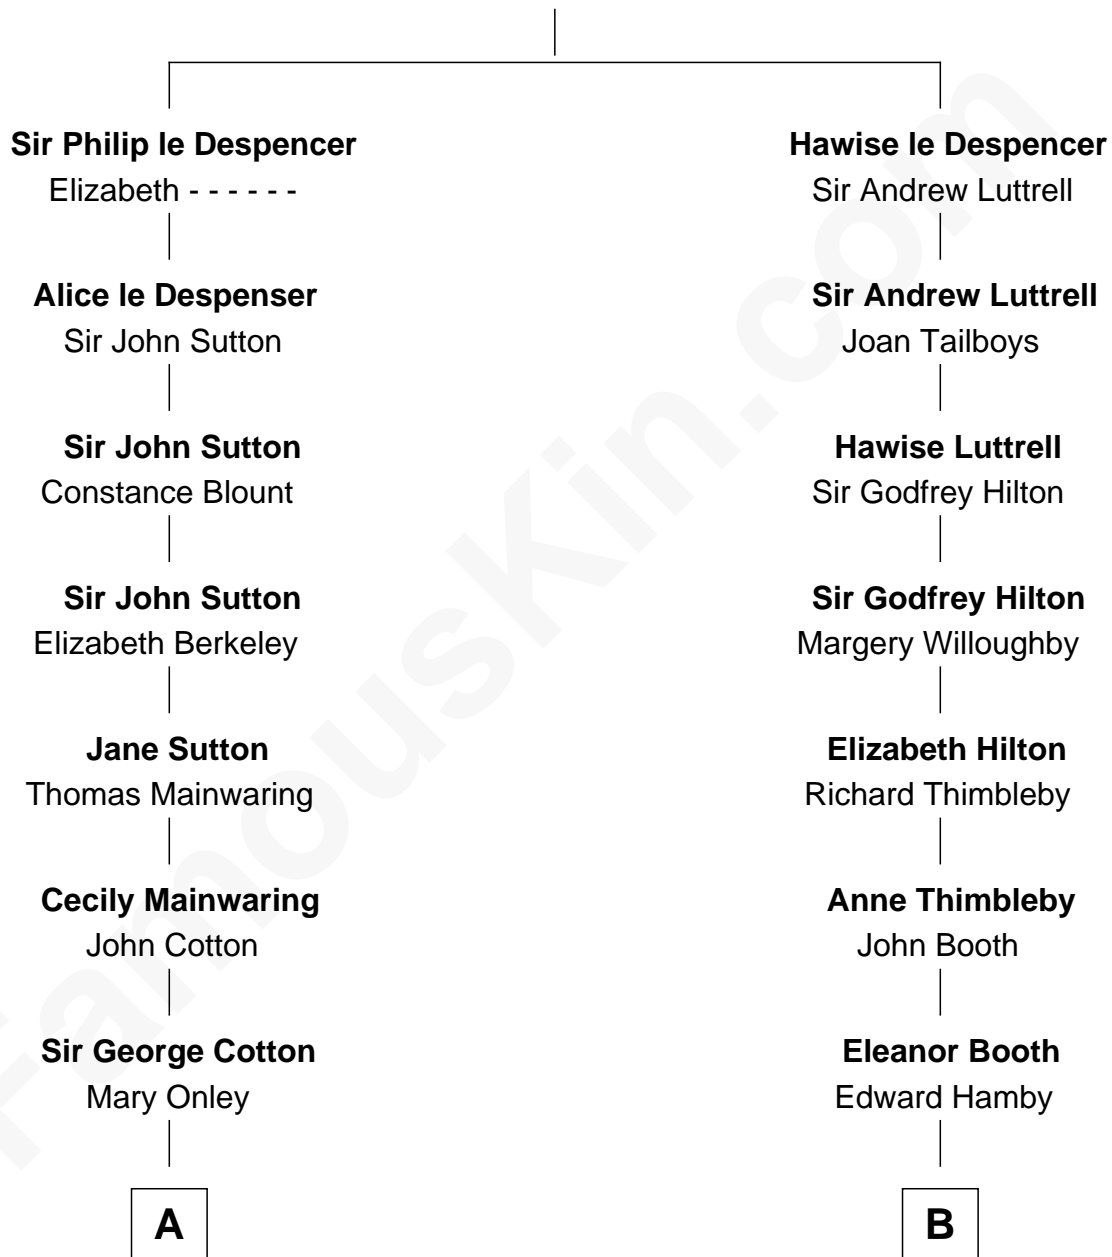 Sir Philip le Despencer
Elizabeth - - - - - -
Alice le Despenser
Sir John Sutton
Sir John Sutton
Constance Blount
Sir John Sutton
Elizabeth Berkeley
Jane Sutton
Thomas Mainwaring
Cecily Mainwaring
John Cotton
Sir George Cotton
Mary Onley
A
Hawise le Despencer
Sir Andrew Luttrell
Sir Andrew Luttrell
Joan Tailboys
Hawise Luttrell
Sir Godfrey Hilton
Sir Godfrey Hilton
Margery Willoughby
Elizabeth Hilton
Richard Thimbleby
Anne Thimbleby
John Booth
Eleanor Booth
Edward Hamby
B
FamousKin.com